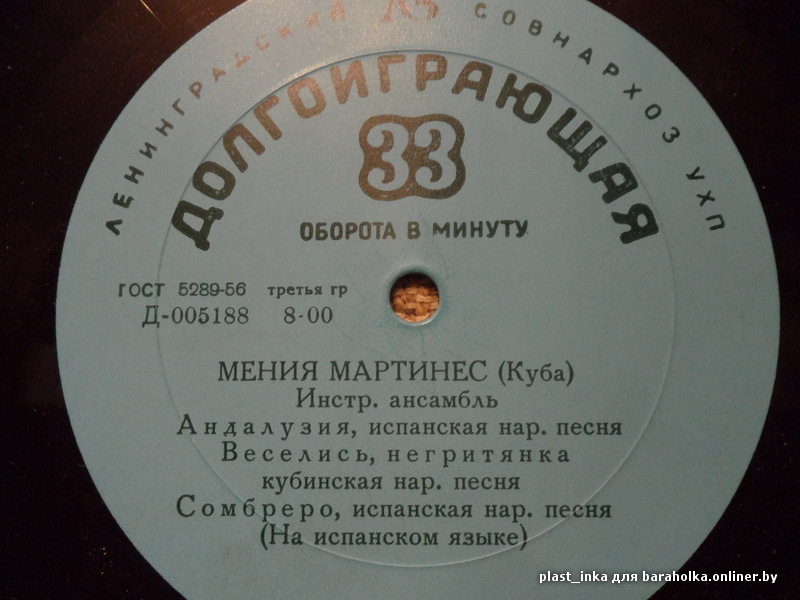 ЛЕНИНГРАДСКИЙ ЛЗ СОВНАРХОЗ УХП
ДОЛГОИГРАЮЩАЯ
33
ОБОРОТА В МИНУТУ
ГОСТ 5289-56 третья гр
Д-005188 8-00
МЕНИЯ МАРТИНЕС (Куба)
Инстр. ансамбль
Андалузия, испанская нар. песня
Веселись, негритянка
кубинская нар. песня
Сомбреро, испанская нар. песня
(На испанском языке)
plast_inka для baraholka.onliner.by